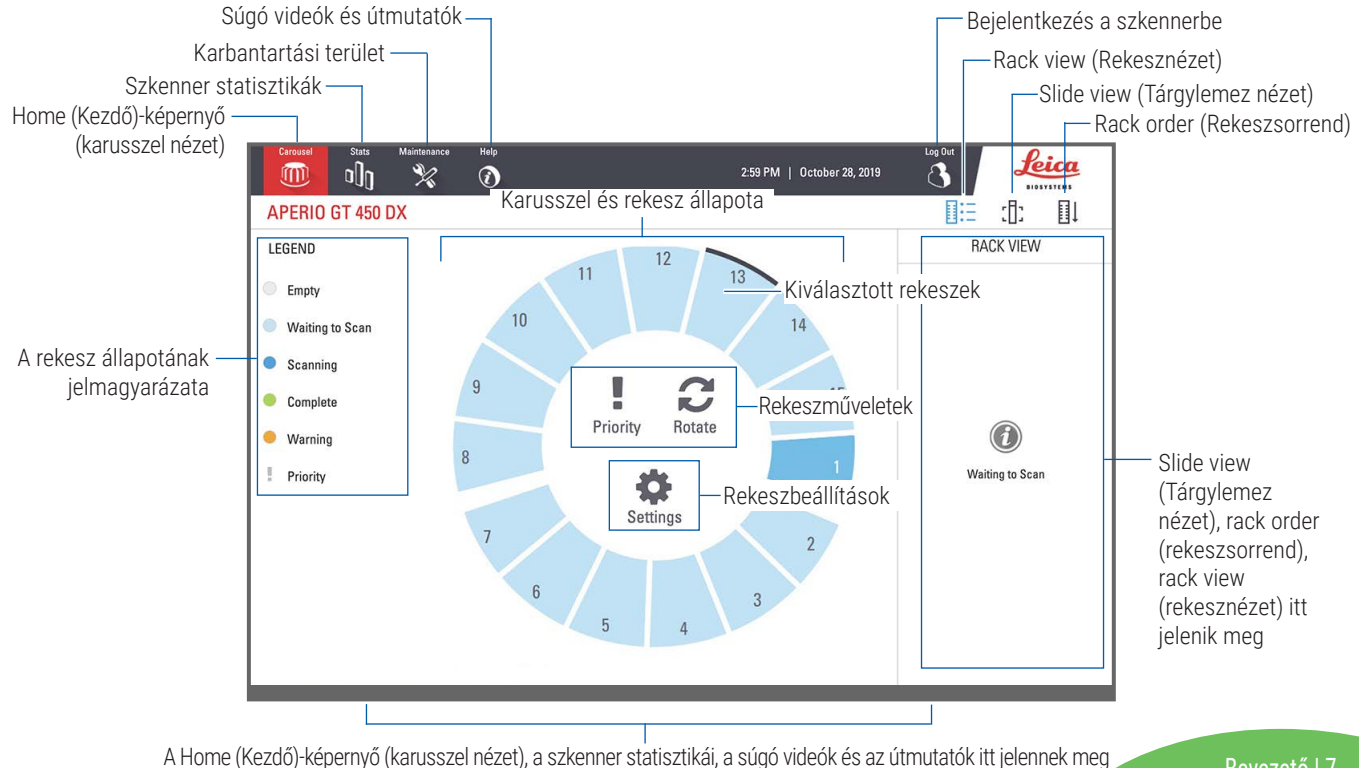 Súgó videók és útmutatók
Karbantartási terület
Szkenner statisztikák
Home (Kezdő)-képernyő
(karusszel nézet)
Bejelentkezés a szkennerbe
Rack view (Rekesznézet)
Slide view (Tárgylemez nézet)
Rack order (Rekeszsorrend)
Carousel
Stats
Maintenance
Help
2:59 PM | October 28, 2019
Log Out
Leica
BIOSYSTEMS
APERIO GT 450 DX
Karusszel és rekesz állapota
LEGEND
Empty
Waiting to Scan
Scanning
Complete
Warning
! Priority
A rekesz állapotának
jelmagyarázata
11
12
13
Kiválasztott rekeszek
10
14
9
8
7
6
5
4
3
2
1
! Priority
Rotate
Rekeszműveletek
Settings
Rekeszbeállítások
RACK VIEW
Waiting to Scan
Slide view
(Tárgylemez
nézet), rack order
(rekeszsorrend),
rack view
(rekesznézet) itt
jelenik meg
A Home (Kezdő)-képernyő (karusszel nézet), a szkenner statisztikái, a súgó videók és az útmutatók itt jelennek meg